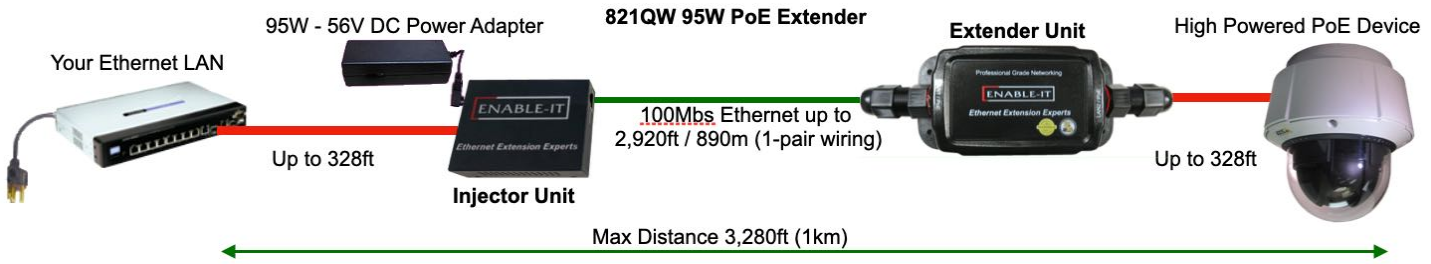 821QW 95W PoE Extender
95W - 56V DC Power Adapter
Extender Unit
High Powered PoE Device
Your Ethernet LAN
Professional Grade Networking
ENABLE-IT
ENABLE-IT
100Mbs Ethernet up to
Ethernet Extension Experts
2,920ft / 890m (1-pair wiring)
Ethernet Extension Experts
Up to 328ft
Up to 328ft
Injector Unit
Max Distance 3,280ft (1km)